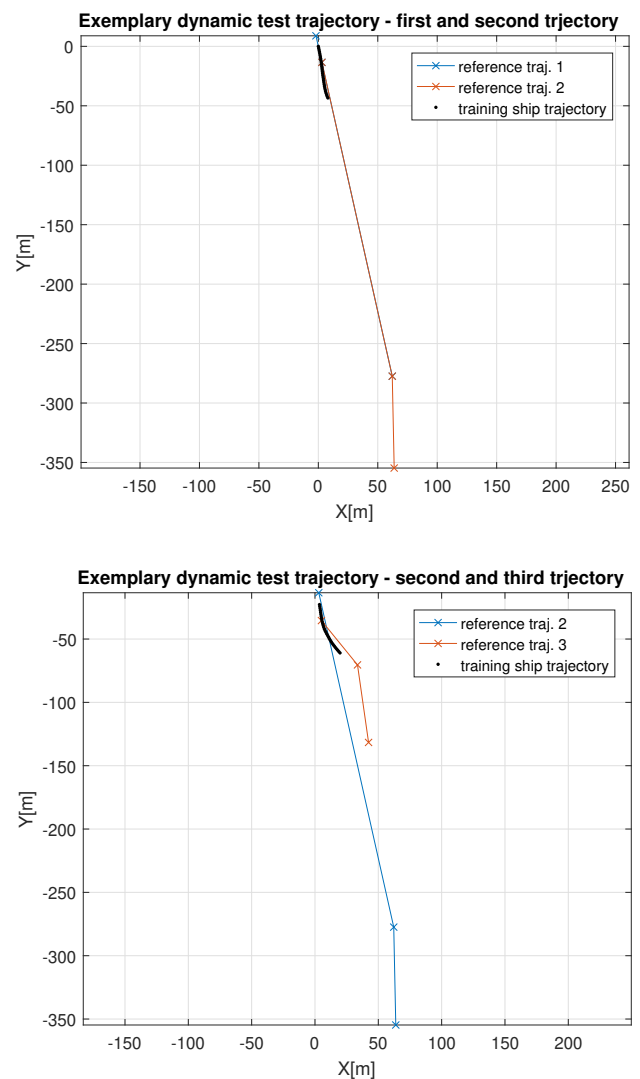 Exemplary dynamic test trajectory - first and second trjectory
0
-50
-100
-150
-200
-250
-300
-350
Y[m]
reference traj. 1
reference traj. 2
training ship trajectory
-150 -100 -50 0 50 100 150 200 250
X[m]
Exemplary dynamic test trajectory - second and third trjectory
-50
-100
-150
-200
-250
-300
-350
Y[m]
reference traj. 2
reference traj. 3
training ship trajectory
-150 -100 -50 0 50 100 150 200
X[m]